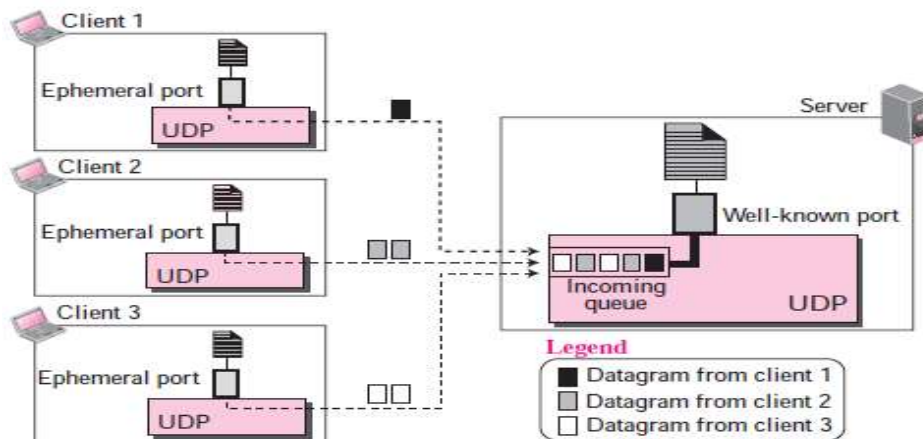 Client 1
Ephemeral port
UDP
Client 2
Ephemeral port
UDP
Client 3
Ephemeral port
UDP
Server
Well-known port
Incoming
queue
UDP
Legend
Datagram from client 1
Datagram from client 2
Datagram from client 3